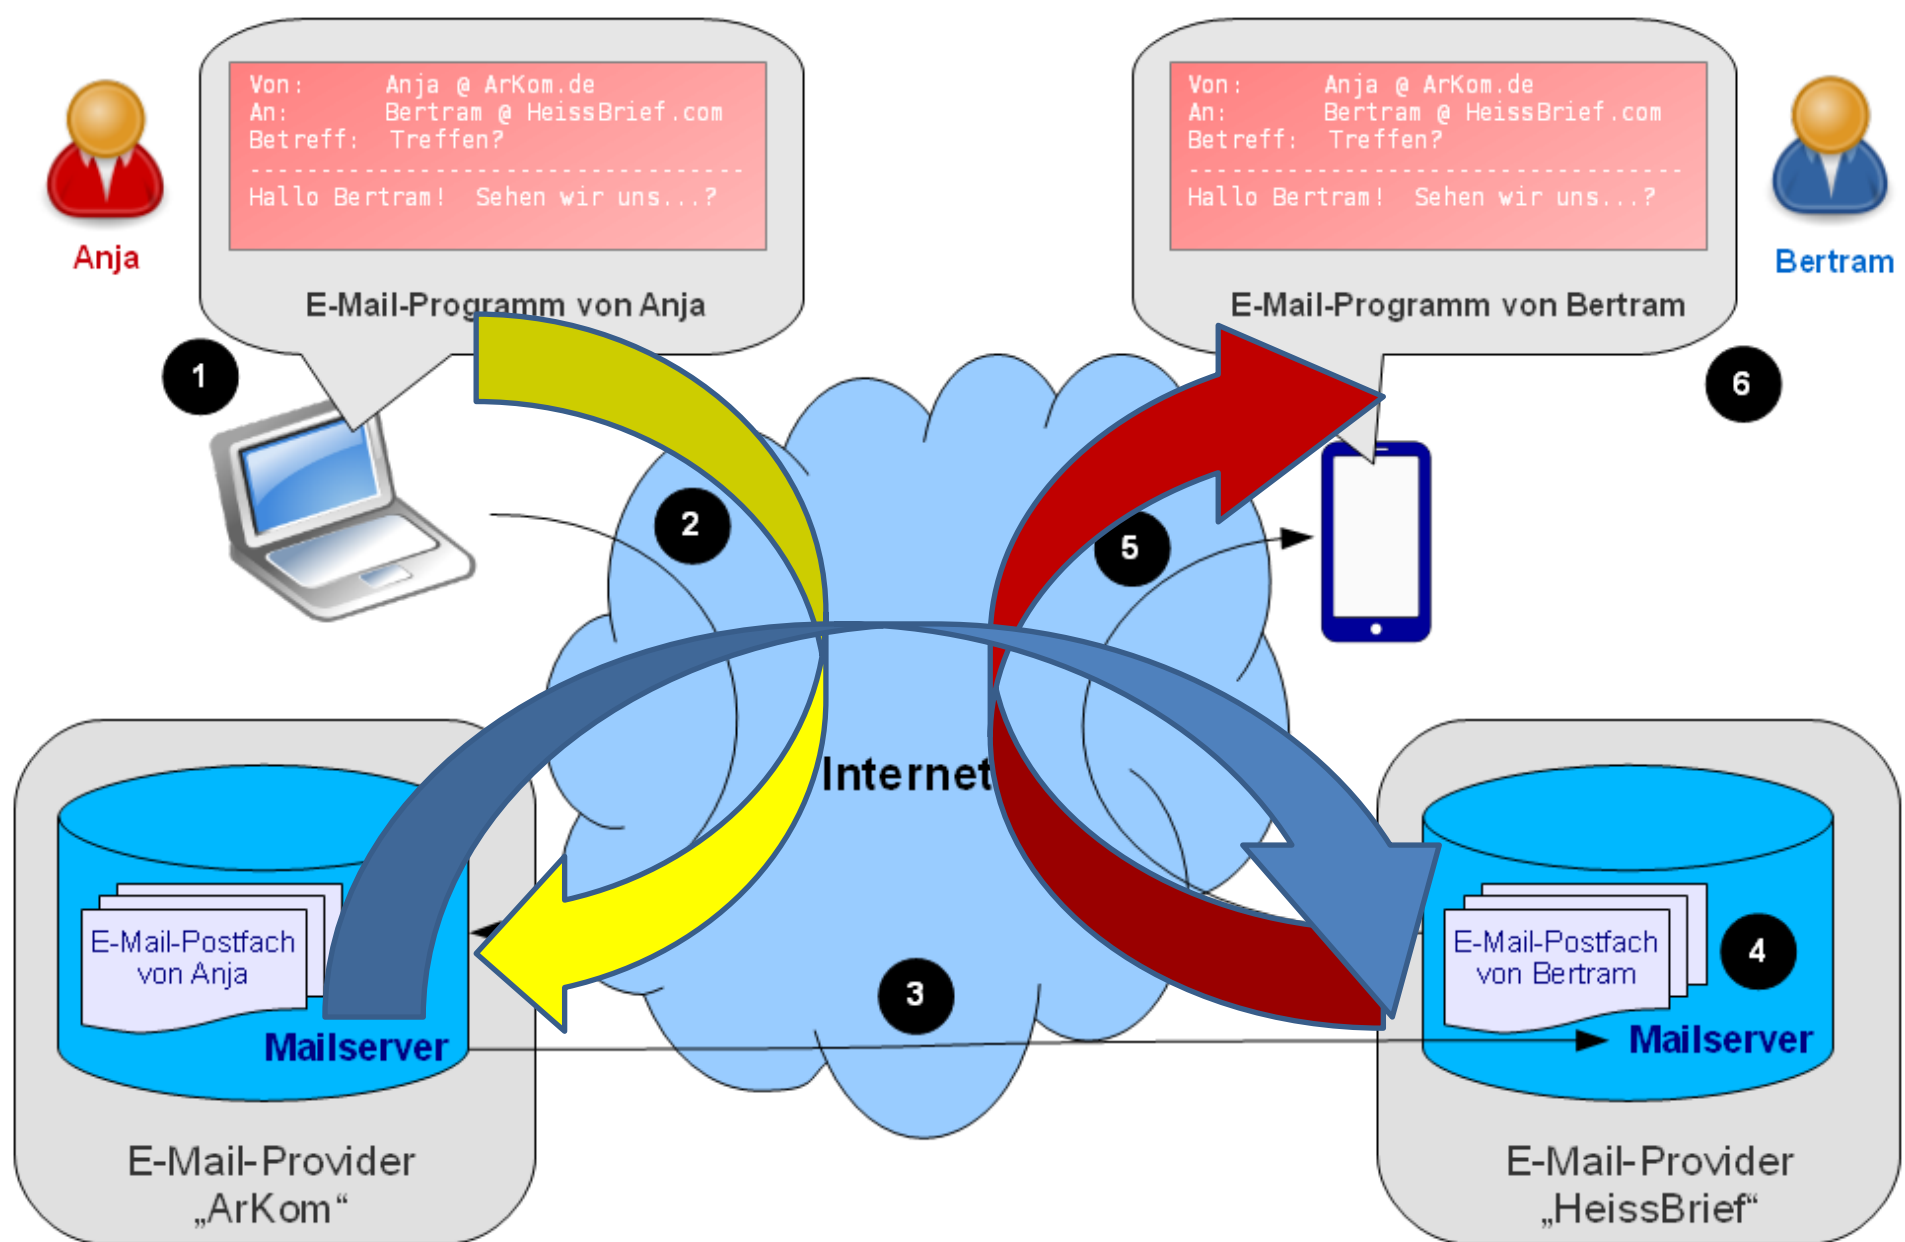 Von: Anja @ ArKom.de
An: Bertram @ HeissBrief.com
Betreff: Treffen?
------------------------------------
Hallo Bertram! Sehen wir uns...?
E-Mail-Programm von Anja
Anja
Von: Anja @ ArKom.de
An: Bertram @ HeissBrief.com
Betreff: Treffen?
------------------------------------
Hallo Bertram! Sehen wir uns...?
E-Mail-Programm von Bertram
Bertram
1
6
2
5
Internet
E-Mail-Postfach
von Anja
Mailserver
3
E-Mail-Postfach
von Bertram
4
Mailserver
E-Mail-Provider
„ArKom“
E-Mail-Provider
„HeissBrief“